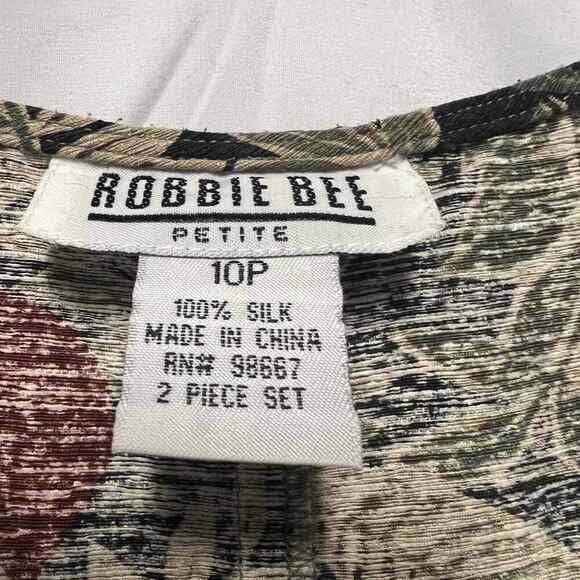 ROBBIE BEE
PETITE
10P
100% SILK
MADE IN CHINA
RN# 98667
2 PIECE SET